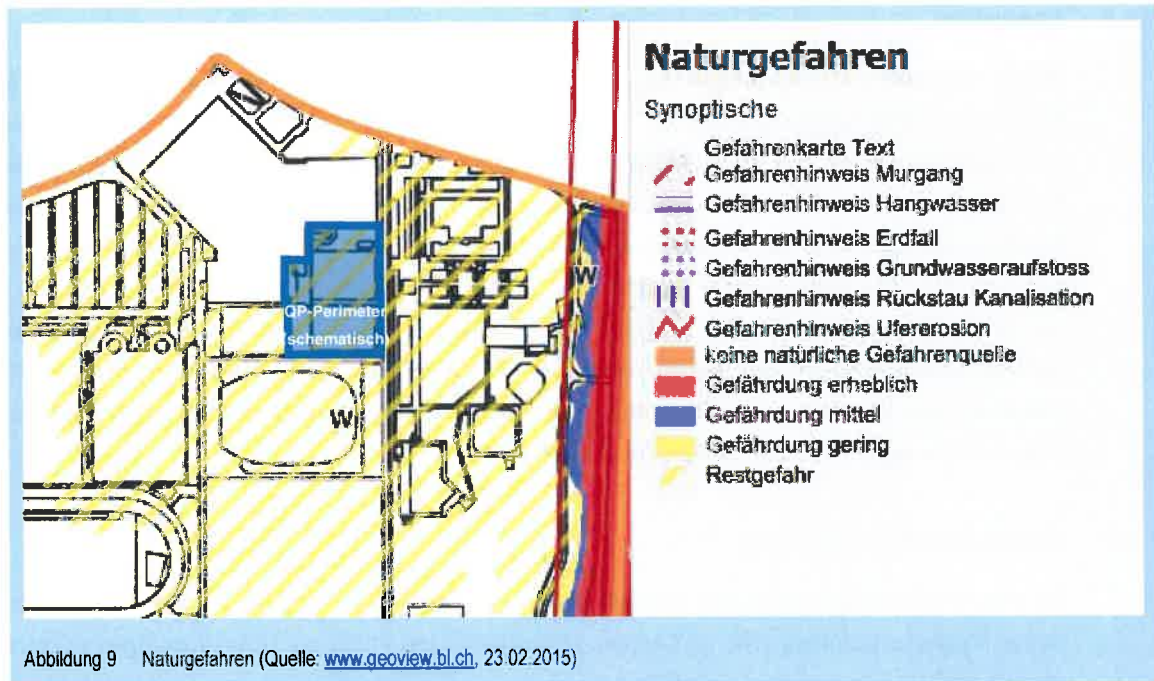 Naturgefahren
Synoptische
Gefahrenkarte Text
Gefahrenhinweis Murgang
Gefahrenhinweis Hangwasser
Gefahrenhinweis Erdfall
Gefahrenhinweis Grundwasseraufstoss
Gefahrenhinweis Rückstau Kanalisation
Gefahrenhinweis Ufererosion
keine natürliche Gefahrenquelle
Gefährdung erheblich
Gefährdung mittel
Gefährdung gering
Restgefahr
W
QP-Perimeter
(schematisch)
W
Abbildung 9 Naturgefahren (Quelle: www.geoview.bl.ch, 23.02.2015)